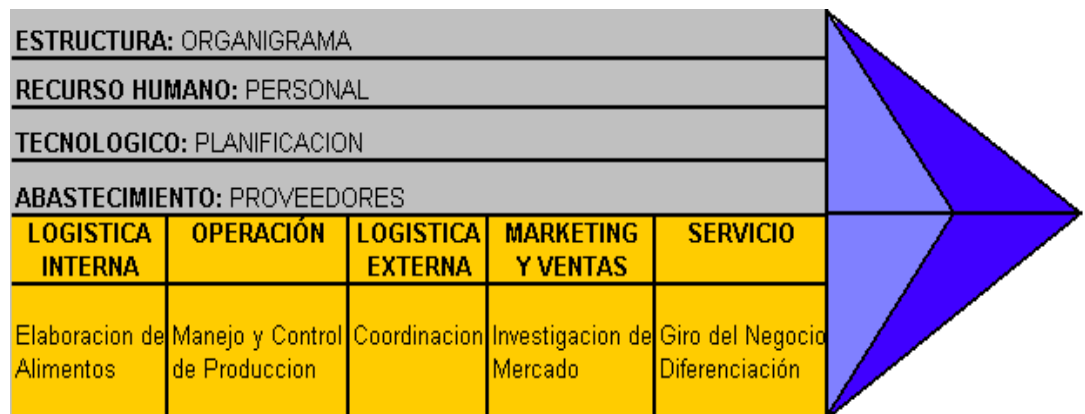 ESTRUCTURA: ORGANIGRAMA
RECURSO HUMANO: PERSONAL
TECNOLOGICO: PLANIFICACION
ABASTECIMIENTO: PROVEEDORES
LOGISTICA
INTERNA
OPERACIÓN
LOGISTICA
EXTERNA
MARKETING
Y VENTAS
SERVICIO
Elaboracion de
Alimentos
Manejo y Control
de Produccion
Coordinacion
Investigacion de
Mercado
Giro del Negocio
Diferenciación